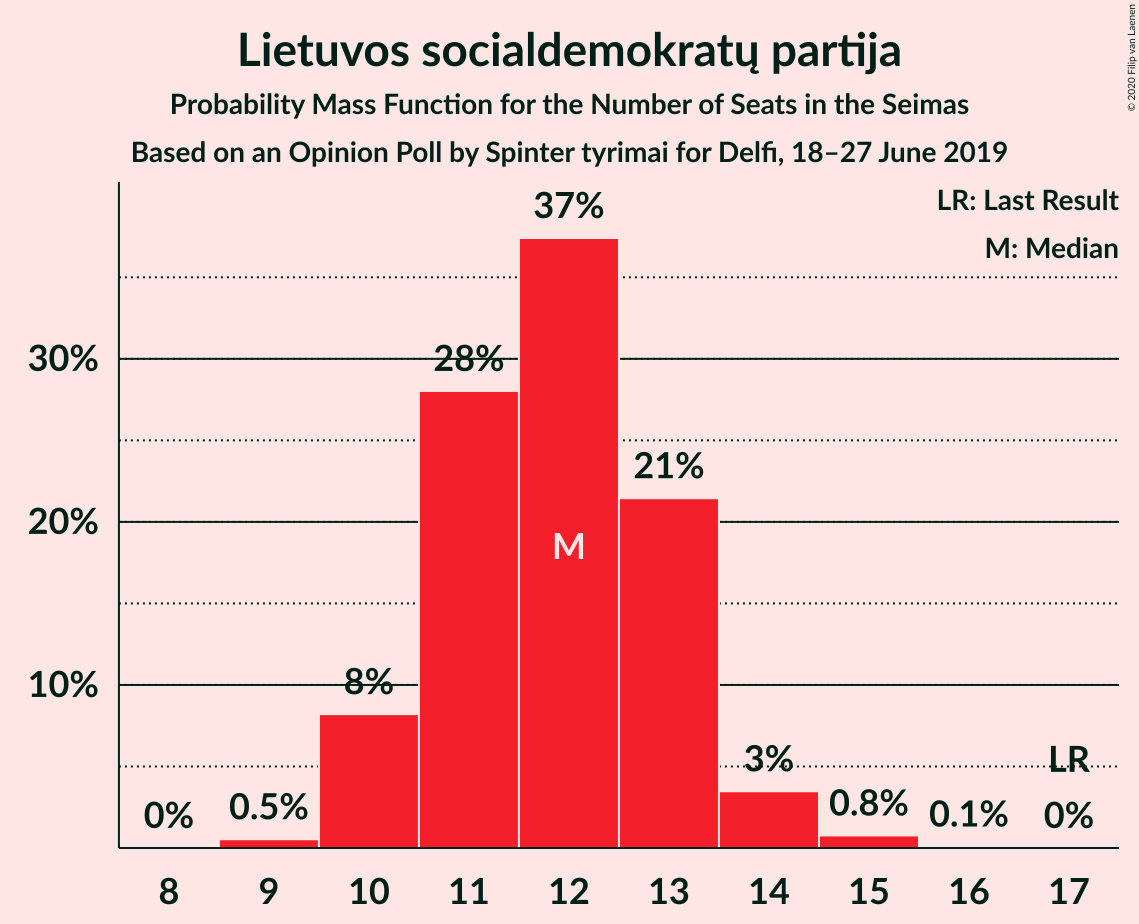 Lietuvos socialdemokratų partija
Probability Mass Function for the Number of Seats in the Seimas
Based on an Opinion Poll by Spinter tyrimai for Delfi, 18–27 June 2019
© 2020 Filip van Laenen
LR: Last Result
M: Median
37%
30%
28%
21%
20%
M
10%
8%
3%
LR
0%
0.5%
0.8%
0.1%
0%
8 9 10 11 12 13 14 15 16 17